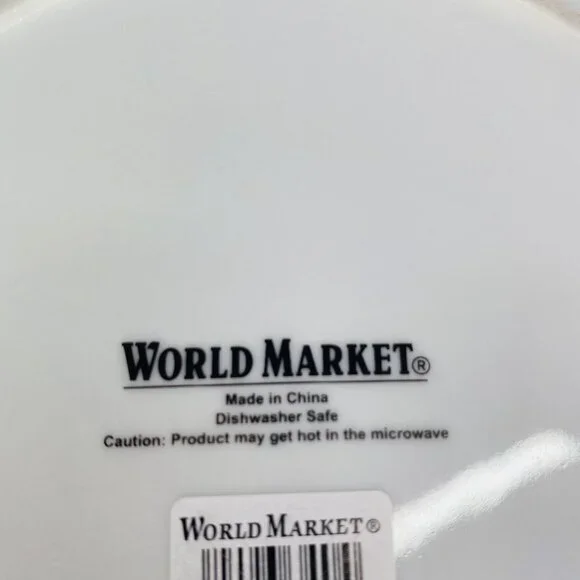 WORLD MARKET®
Made in China
Dishwasher Safe
Caution: Product may get hot in the microwave
WORLD MARKET®